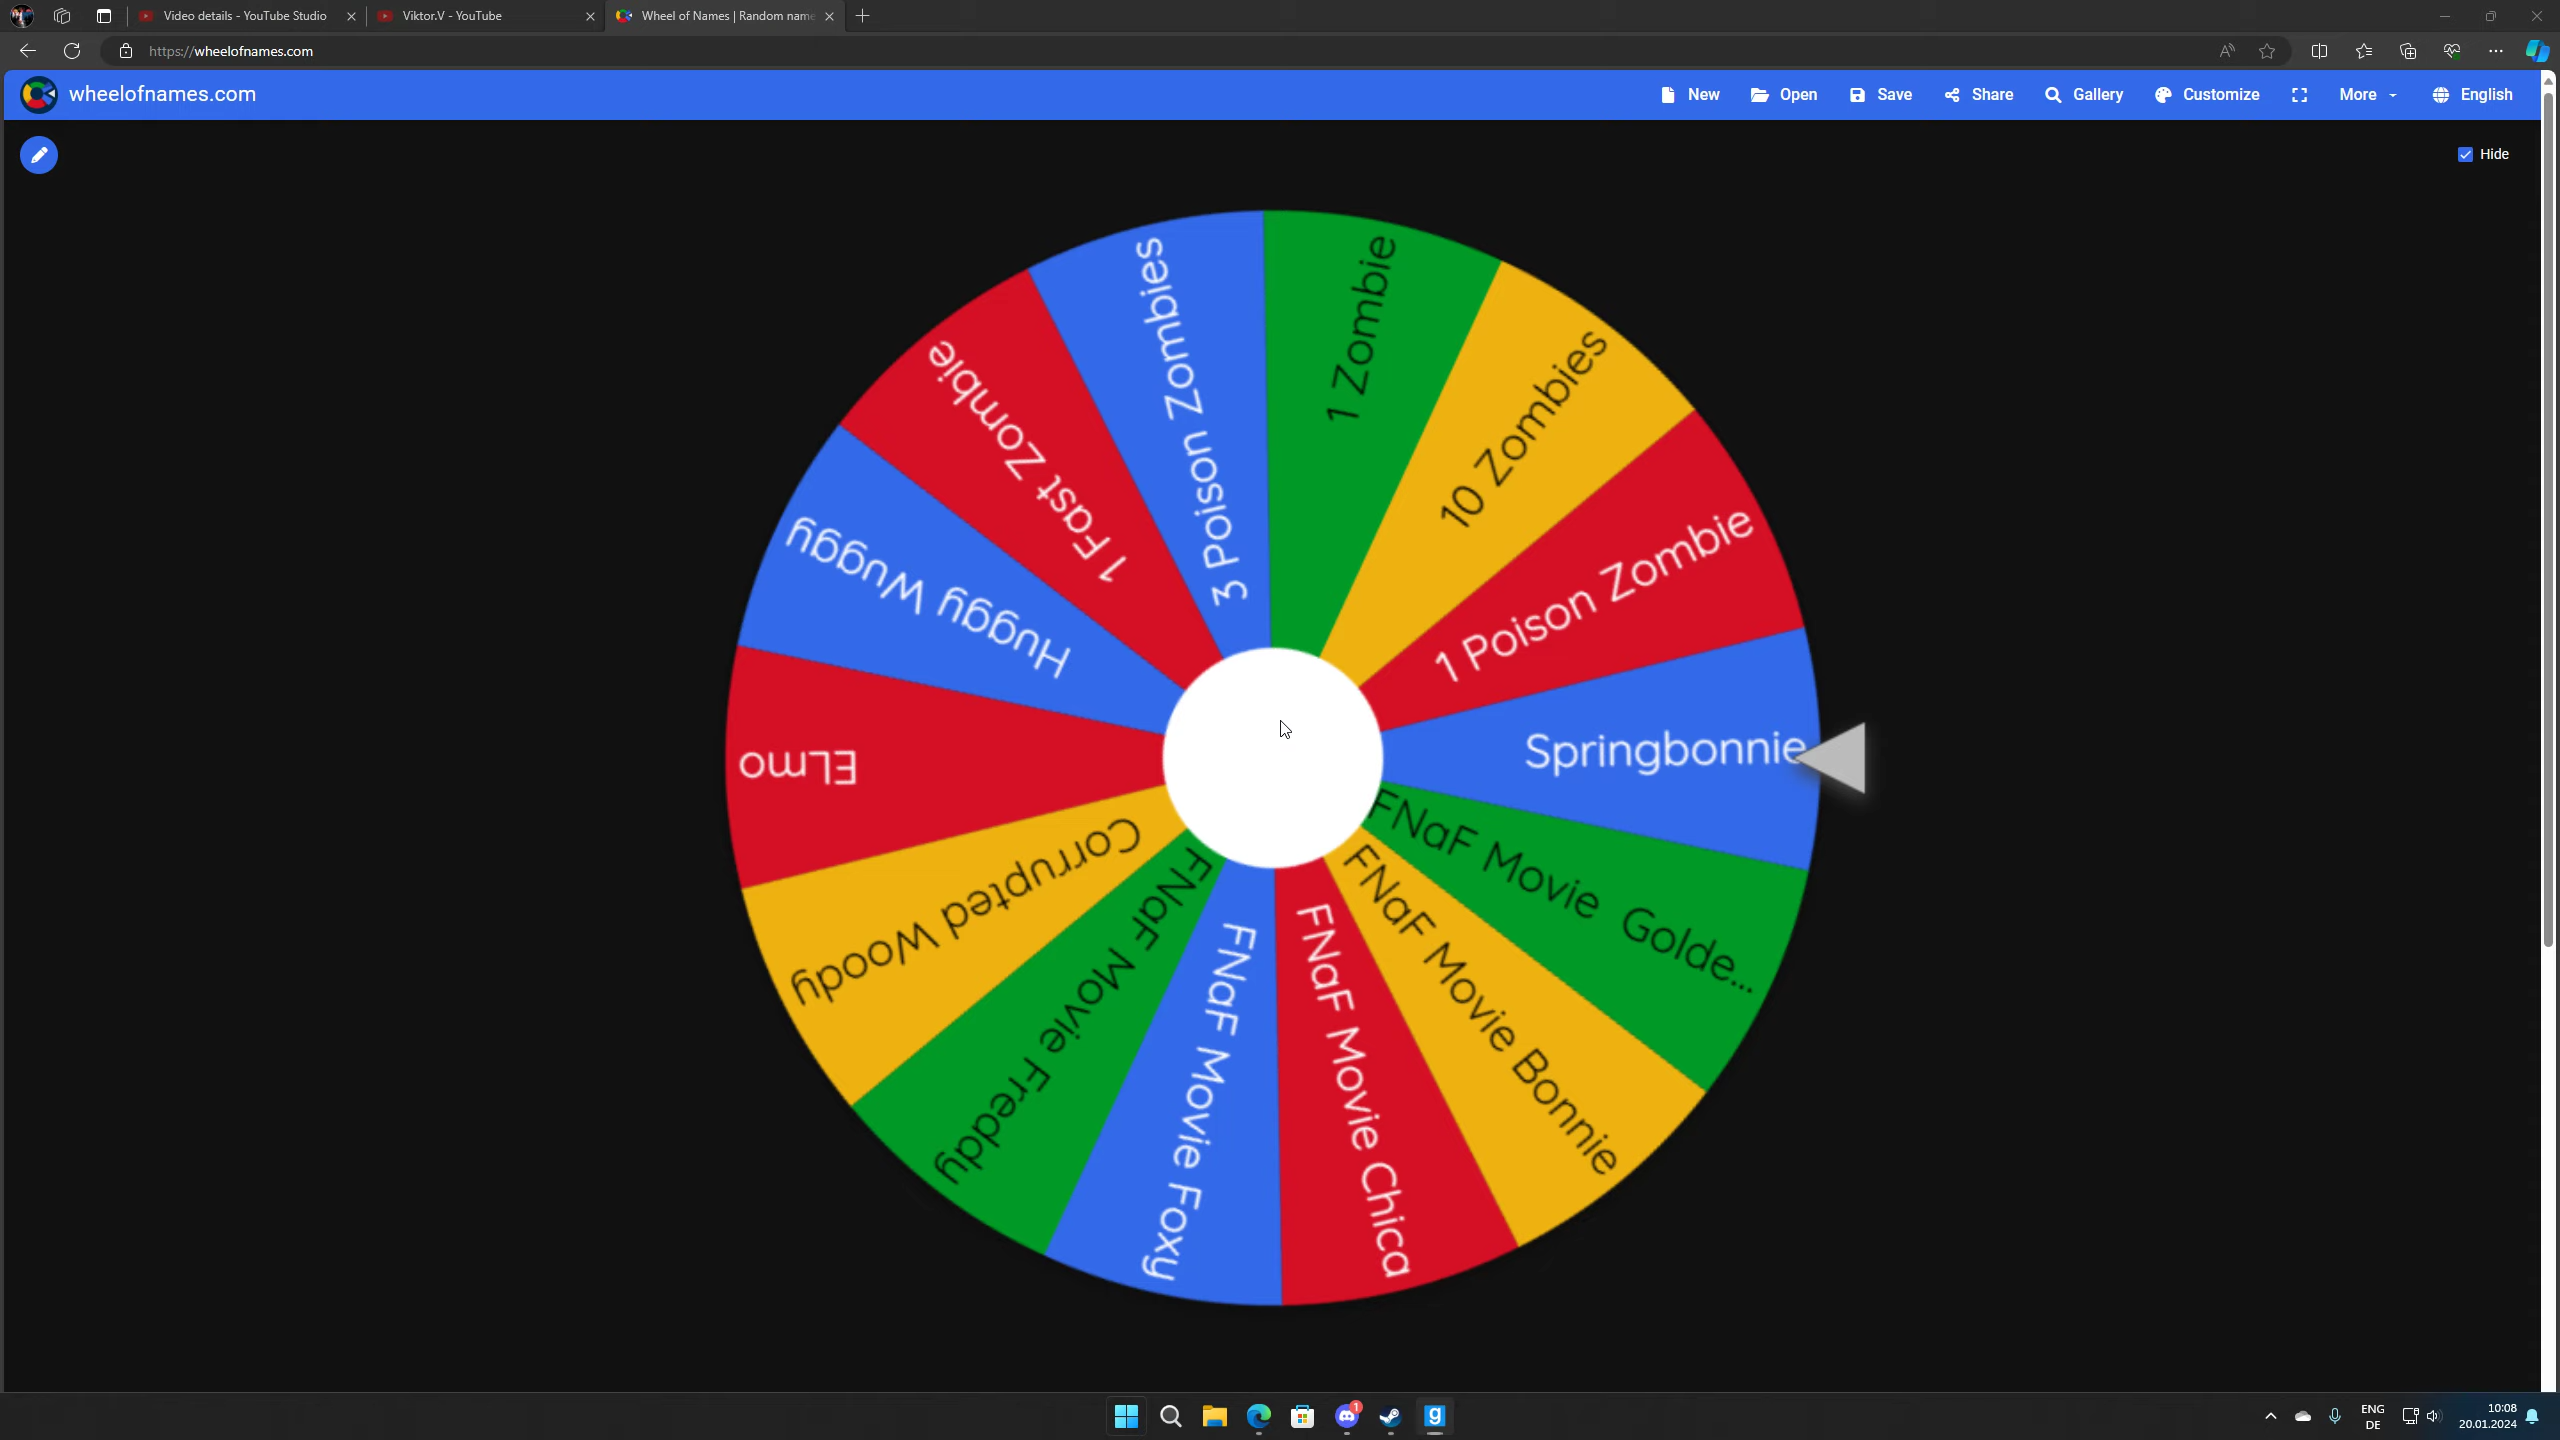 Video details - YouTube Studio
Viktor.V - YouTube
Wheel of Names | Random name
https://wheelofnames.com
wheelofnames.com
New
Open
Save
Share
Gallery
Customize
More
English
Hide
1 Zombie
10 Zombies
1 Poison Zombie
Springbonnie
FNaF Movie Golde...
FNaF Movie Bonnie
FNaF Movie Chica
FNaF Movie Foxy
FNaF Movie Freddy
Corrupted Woody
ELmo
Huggy Wuggy
1 Fast Zombie
3 Poison Zombies
1
g
ENG
DE
10:08
20.01.2024